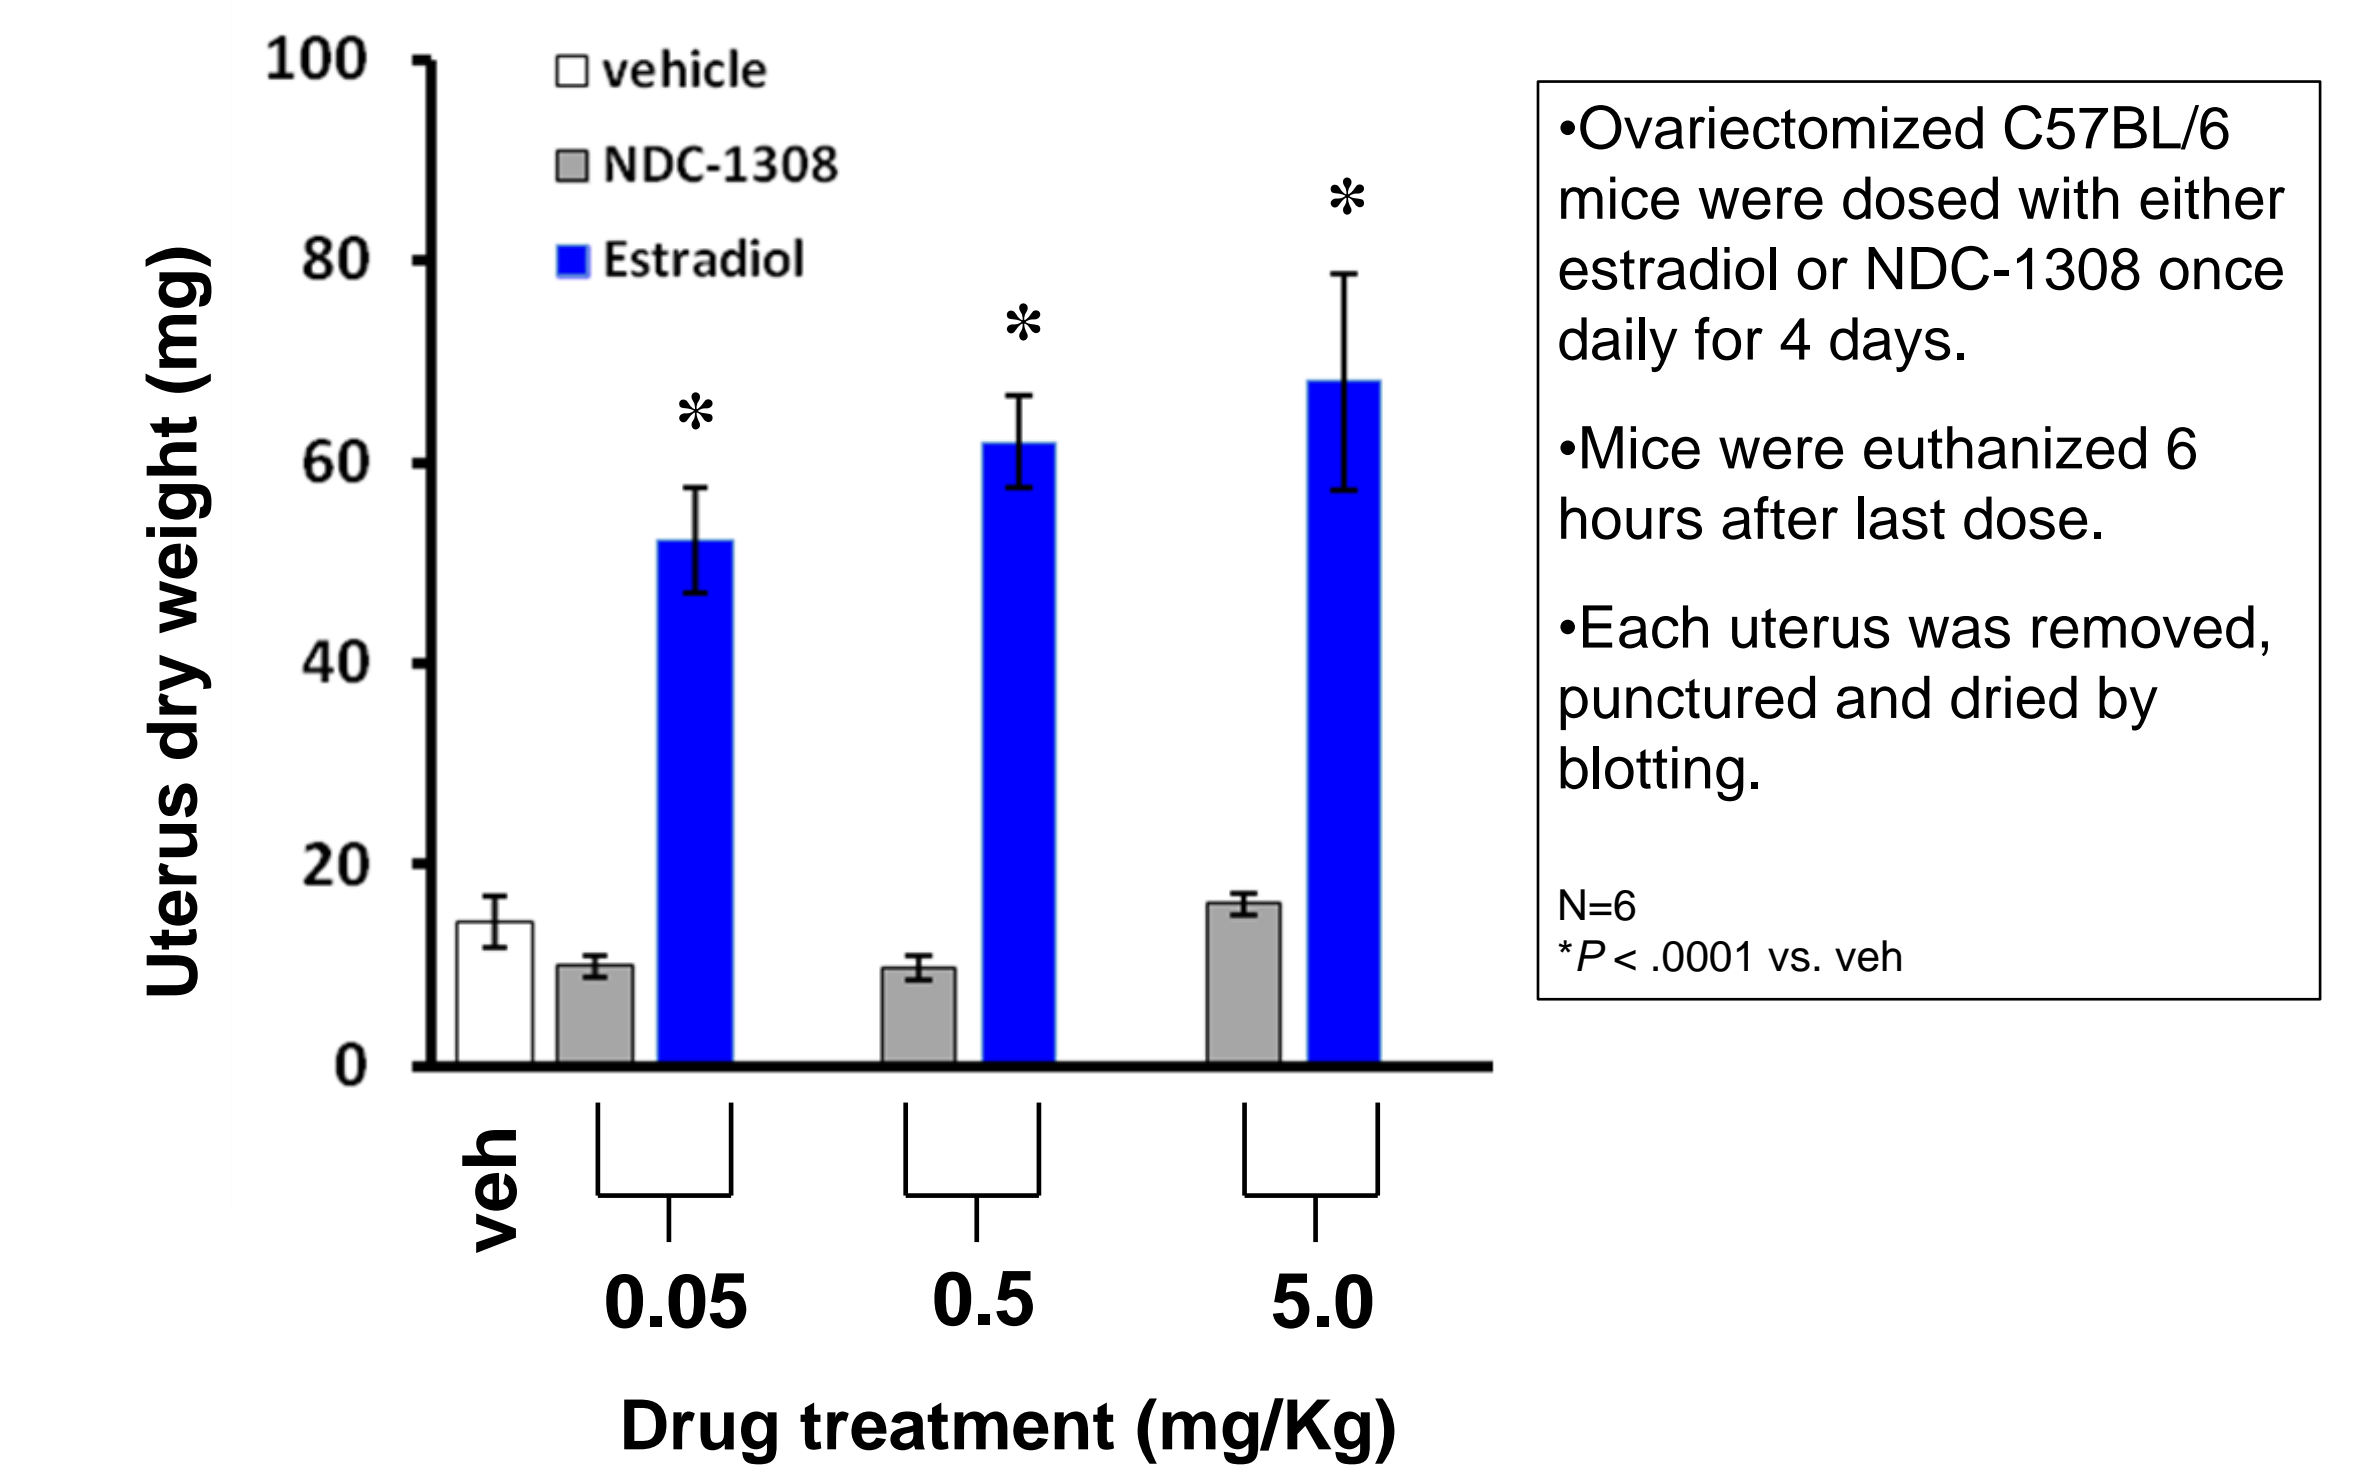 100
80
60
40
20
0
Uterus dry weight (mg)
vehicle
NDC-1308
Estradiol
*
*
*
veh
0.05
0.5
5.0
Drug treatment (mg/Kg)
•Ovariectomized C57BL/6
mice were dosed with either
estradiol or NDC-1308 once
daily for 4 days.
•Mice were euthanized 6
hours after last dose.
•Each uterus was removed,
punctured and dried by
blotting.
N=6
*P < .0001 vs. veh